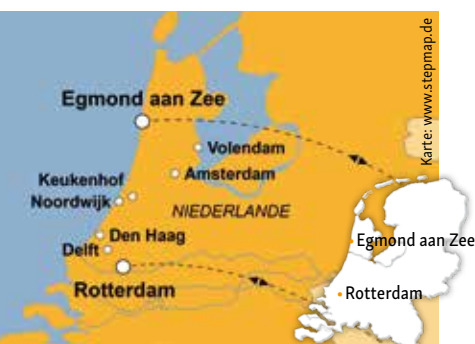 Egmond aan Zee
Volendam
Amsterdam
Keukenhof
Noordwijk
NIEDERLANDE
Den Haag
Delft
Rotterdam
Egmond aan Zee
Rotterdam
Karte: www.stepmap.de